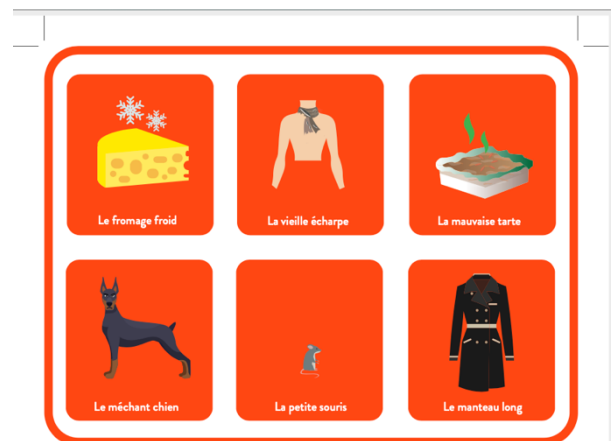 Le fromage froid
La vieille écharpe
La mauvaise tarte
Le méchant chien
La petite souris
Le manteau long